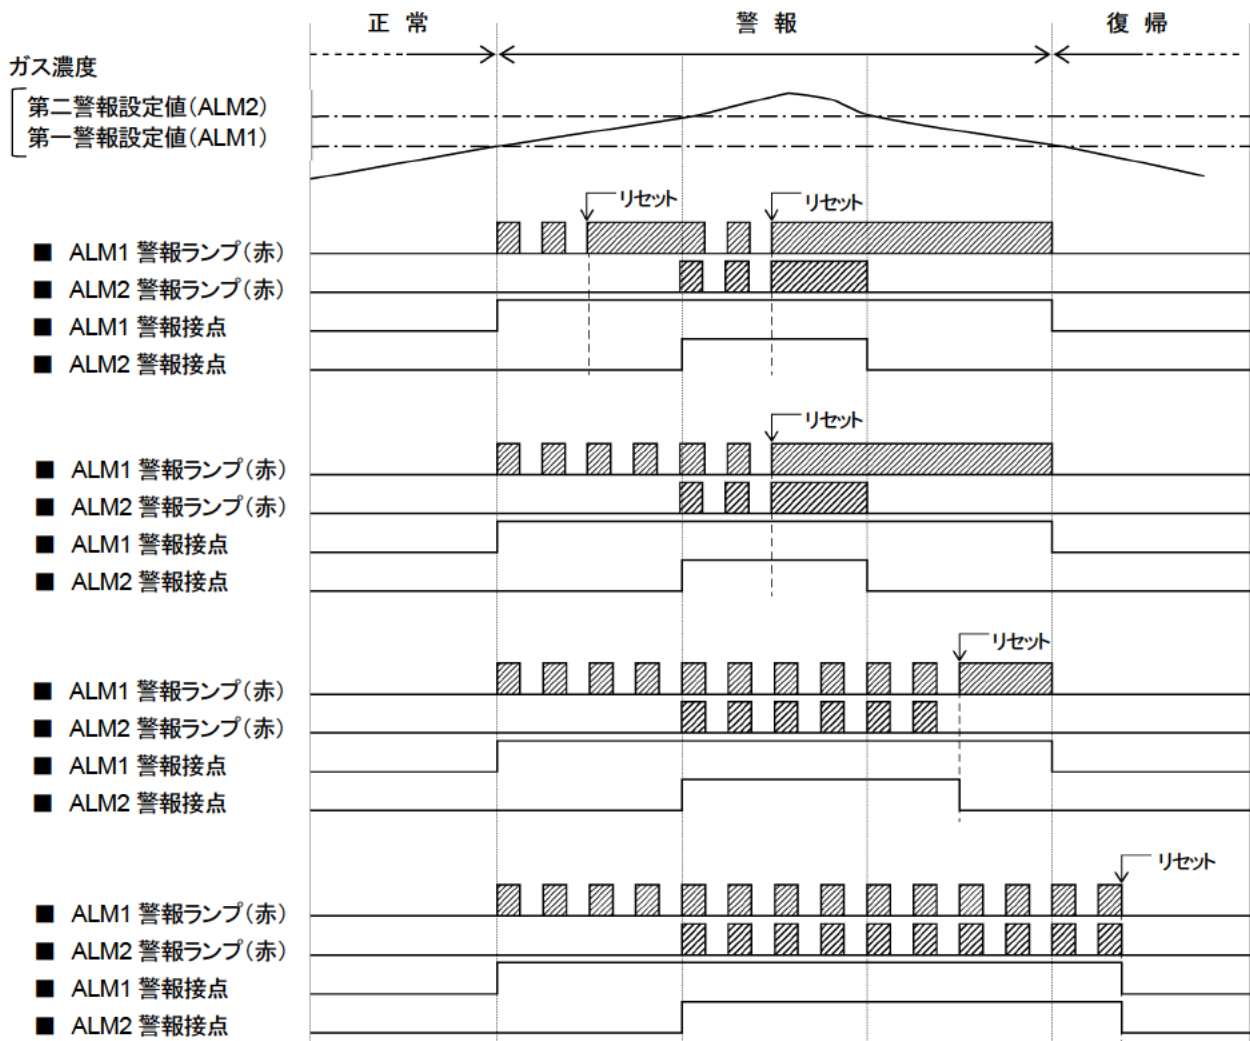 正 常
警 報
復 帰
ガス濃度
第二警報設定値(ALM2)
第一警報設定値(ALM1)
リセット
リセット
■ ALM1 警報ランプ(赤)
■ ALM2 警報ランプ(赤)
■ ALM1 警報接点
■ ALM2 警報接点
リセット
■ ALM1 警報ランプ(赤)
■ ALM2 警報ランプ(赤)
■ ALM1 警報接点
■ ALM2 警報接点
リセット
■ ALM1 警報ランプ(赤)
■ ALM2 警報ランプ(赤)
■ ALM1 警報接点
■ ALM2 警報接点
リセット
■ ALM1 警報ランプ(赤)
■ ALM2 警報ランプ(赤)
■ ALM1 警報接点
■ ALM2 警報接点